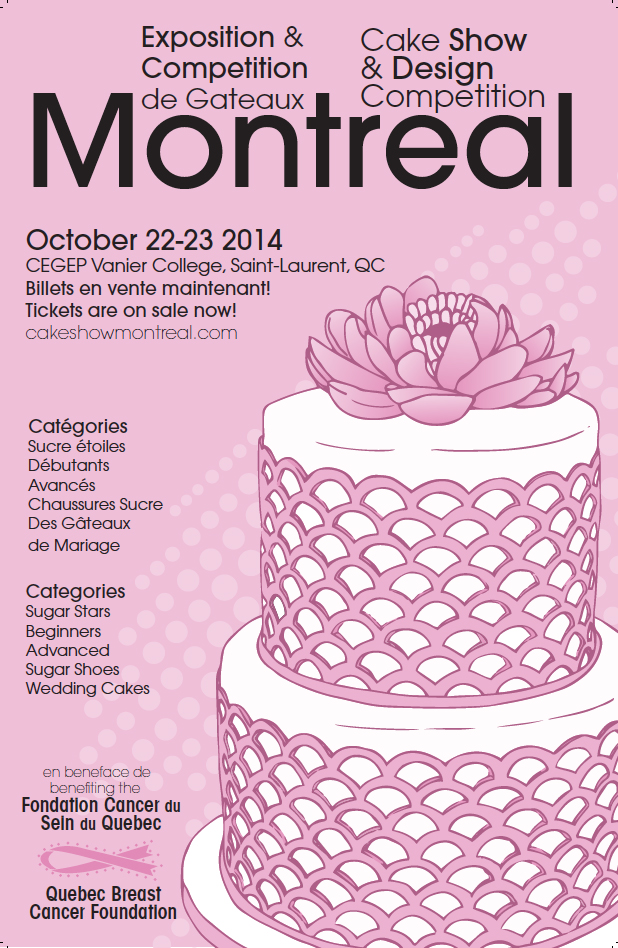 Exposition &
Competition
de Gateaux
Cake Show
& Design
Competition
Montreal
October 22-23 2014
CEGEP Vanier College, Saint-Laurent, QC
Billets en vente maintenant!
Tickets are on sale now!
cakeshowmontreal.com
Catégories
Sucre étoiles
Débutants
Avancés
Chaussures Sucre
Des Gâteaux
de Mariage
Categories
Sugar Stars
Beginners
Advanced
Sugar Shoes
Wedding Cakes
en beneface de
benefiting the
Fondation Cancer du
Sein du Quebec
Quebec Breast
Cancer Foundation